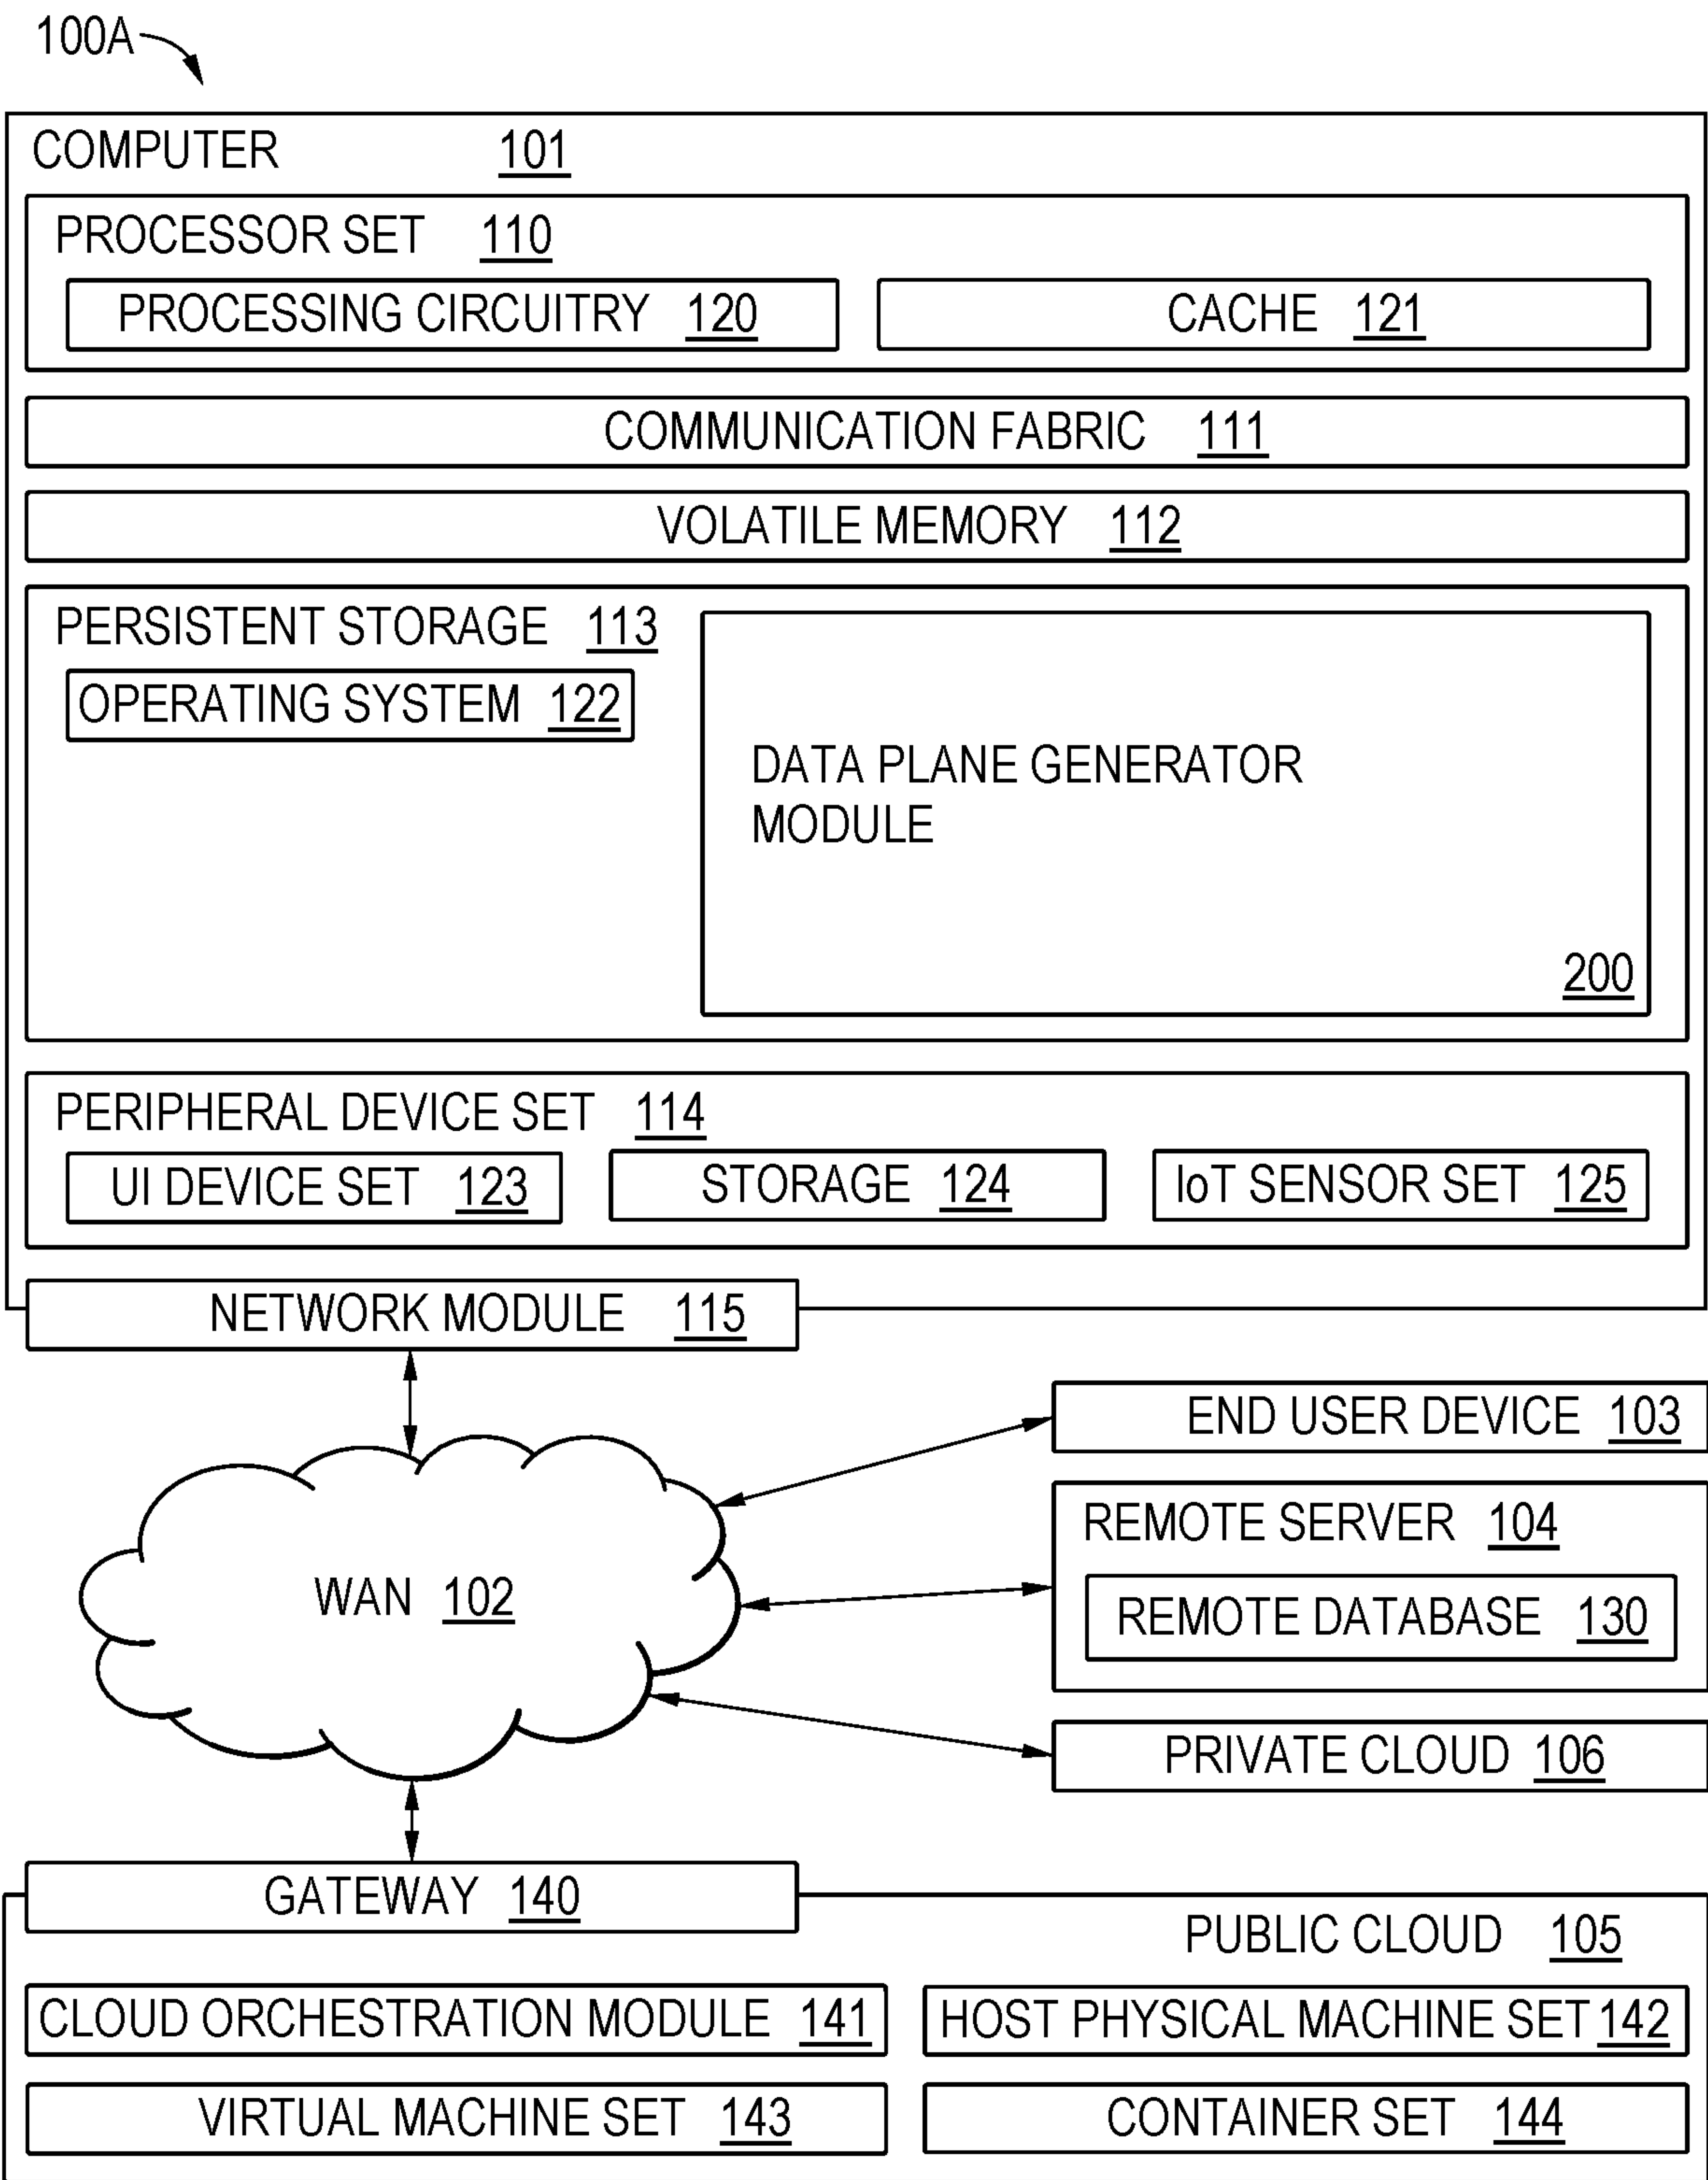 100A
COMPUTER 101
PROCESSOR SET 110
PROCESSING CIRCUITRY 120
CACHE 121
COMMUNICATION FABRIC 111
VOLATILE MEMORY 112
PERSISTENT STORAGE 113
OPERATING SYSTEM 122
DATA PLANE GENERATOR
MODULE
200
PERIPHERAL DEVICE SET 114
UI DEVICE SET 123
STORAGE 124
IoT SENSOR SET 125
NETWORK MODULE 115
END USER DEVICE 103
REMOTE SERVER 104
WAN 102
REMOTE DATABASE 130
PRIVATE CLOUD 106
GATEWAY 140
PUBLIC CLOUD 105
CLOUD ORCHESTRATION MODULE 141
HOST PHYSICAL MACHINE SET 142
VIRTUAL MACHINE SET 143
CONTAINER SET 144